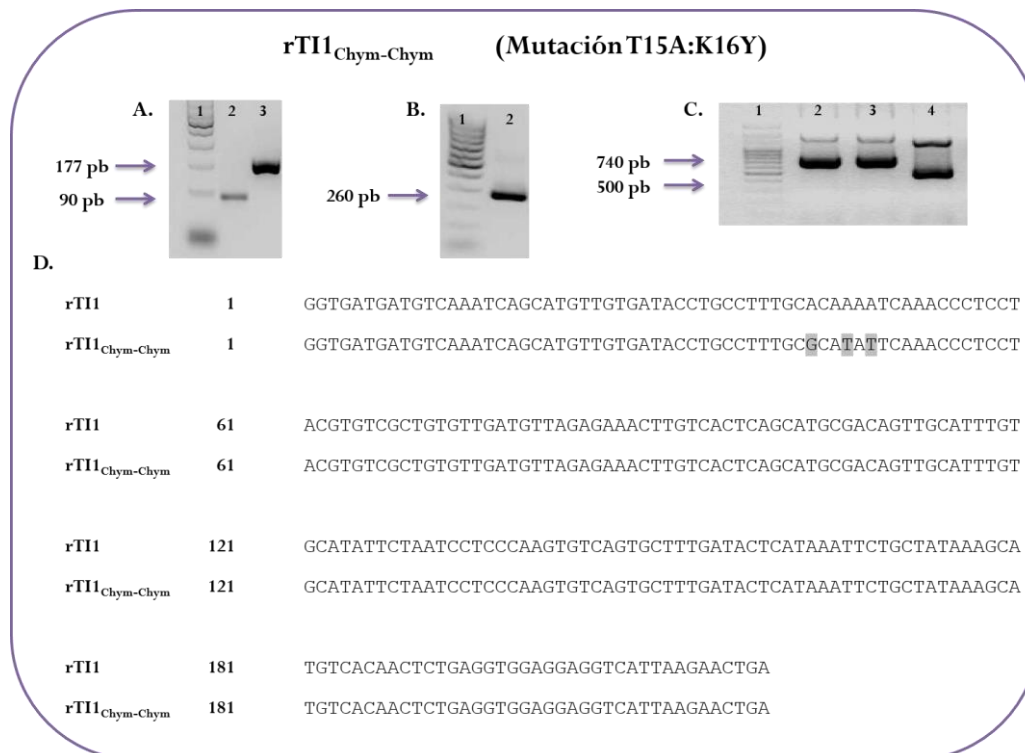 rTI1Chym-Chym (Mutación T15A:K16Y)
A. 1 2 3
177 pb
90 pb
B. 1 2
260 pb
C. 1 2 3 4
740 pb
500 pb
D.
rTI1 1 GGTGATGATGTCAAATCAGCATGTTGTGATACCTGCCTTTGCACAAAATCAAACCCTCCT
rTI1Chym-Chym 1 GGTGATGATGTCAAATCAGCATGTTGTGATACCTGCCTTTGCGCATATTCAAACCCTCCT
rTI1 61 ACGTGTCGCTGTGTTGATGTTAGAGAAACTTGTCACTCAGCATGCGACAGTTGCATTTGT
rTI1Chym-Chym 61 ACGTGTCGCTGTGTTGATGTTAGAGAAACTTGTCACTCAGCATGCGACAGTTGCATTTGT
rTI1 121 GCATATTCTAATCCTCCCAAGTGTCAGTGCTTTGATACTCATAAATTCTGCTATAAAGCA
rTI1Chym-Chym 121 GCATATTCTAATCCTCCCAAGTGTCAGTGCTTTGATACTCATAAATTCTGCTATAAAGCA
rTI1 181 TGTCACAACTCTGAGGTGGAGGAGGTCATTAAGAACTGA
rTI1Chym-Chym 181 TGTCACAACTCTGAGGTGGAGGAGGTCATTAAGAACTGA